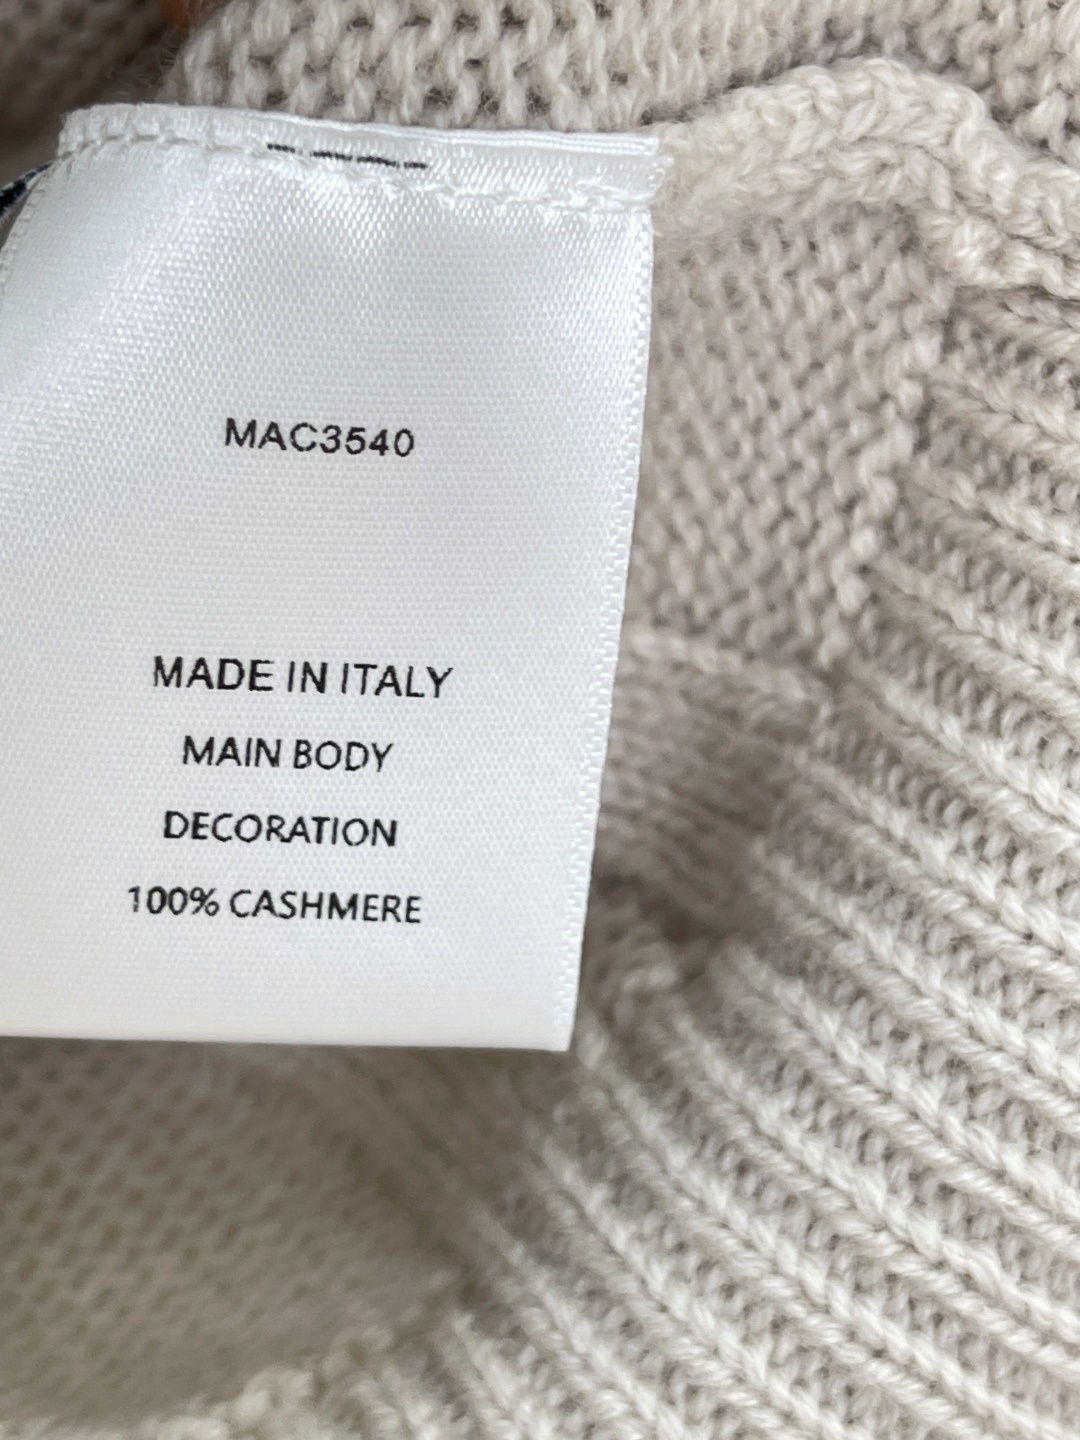 MAC3540
MADE IN ITALY
MAIN BODY
DECORATION
100% CASHMERE